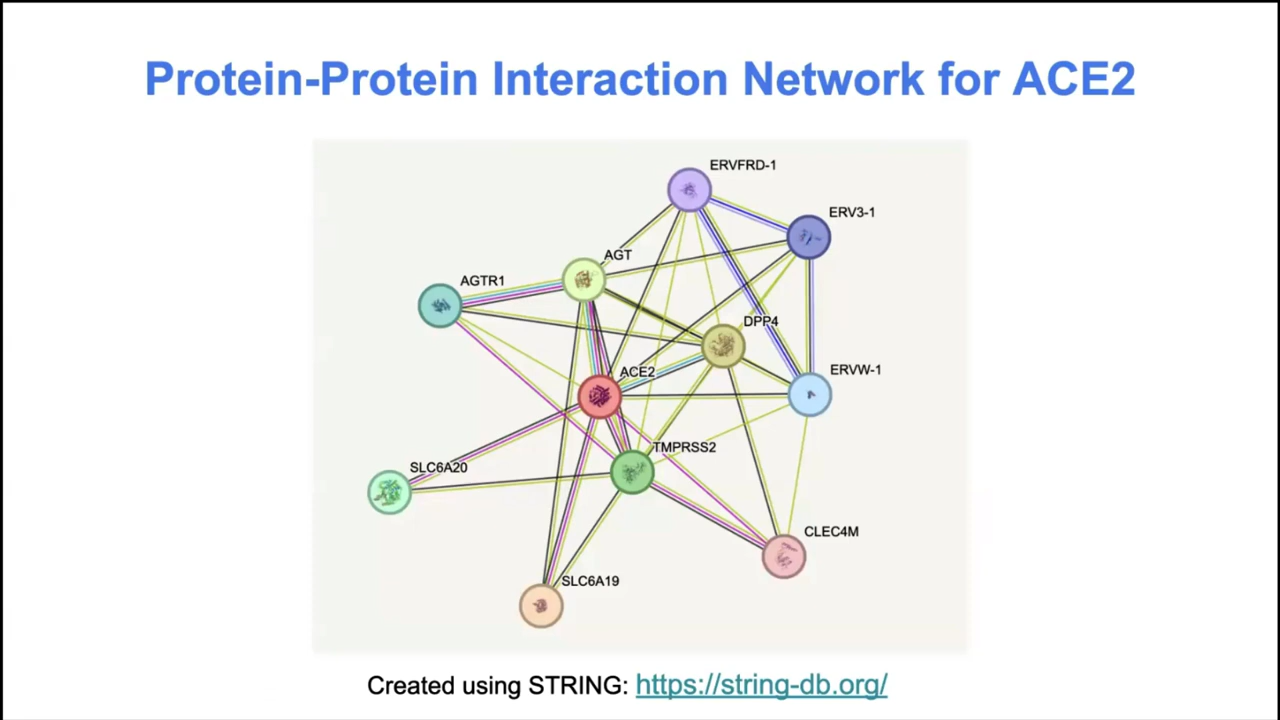 Protein-Protein Interaction Network for ACE2
ERVFRD-1
ERV3-1
AGT
AGTR1
DPP4
ACE2
ERVW-1
TMPRSS2
SLC6A20
CLEC4M
SLC6A19
Created using STRING: https://string-db.org/